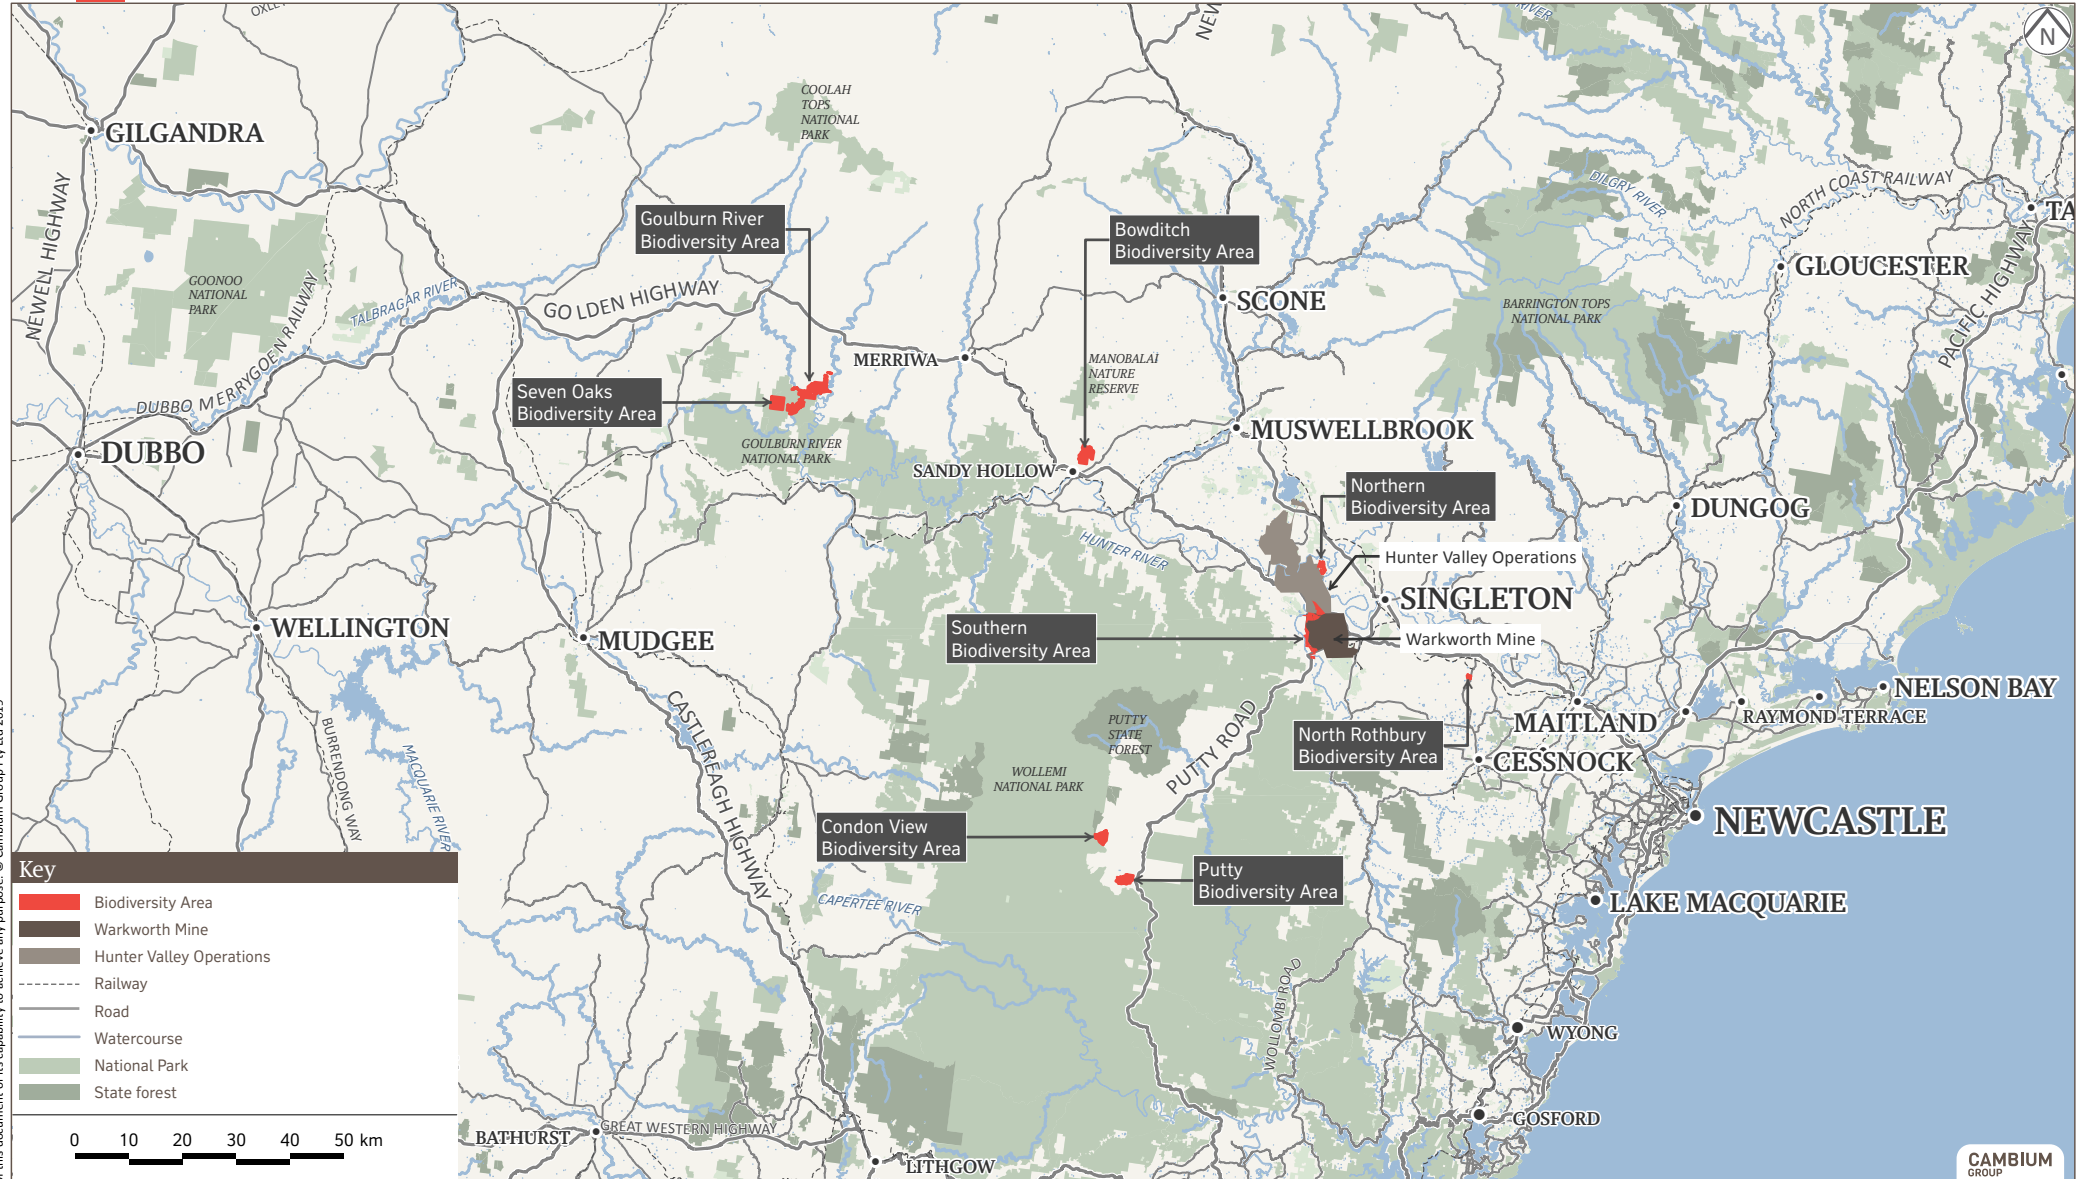 OXLEY
NEW
RIVER
N
COOLAH
TOPS
NATIONAL
PARK
GILGANDRA
NEWELL HIGHWAY
DILGRY RIVER
NORTH COAST RAILWAY
TA
Goulburn River
Biodiversity Area
Bowditch
Biodiversity Area
GLOUCESTER
PACIFIC HIGHWAY
GOONOO
NATIONAL
PARK
TALBRAGAR RIVER
GOLDEN HIGHWAY
SCONE
BARRINGTON TOPS
NATIONAL PARK
DUBBO MERRYGOEN RAILWAY
MERRIWA
MANOBALAI
NATURE
RESERVE
Seven Oaks
Biodiversity Area
GOULBURN RIVER
NATIONAL PARK
DUBBO
SANDY HOLLOW
MUSWELLBROOK
Northern
Biodiversity Area
DUNGOG
HUNTER RIVER
Hunter Valley Operations
SINGLETON
WELLINGTON
MUDGEE
Southern
Biodiversity Area
Warkworth Mine
NELSON BAY
RAYMOND TERRACE
MAITLAND
CASTLEREAGH HIGHWAY
BURRENDONG WAY
MACQUARIE RIVER
PUTTY
STATE
FOREST
PUTTY ROAD
North Rothbury
Biodiversity Area
CESSNOCK
WOLLEMI
NATIONAL PARK
NEWCASTLE
Condon View
Biodiversity Area
Putty
Biodiversity Area
CAPERTEE RIVER
LAKE MACQUARIE
WOLLOMBI ROAD
WYONG
GOSFORD
BATHURST
GREAT WESTERN HIGHWAY
LITHGOW
Key
Biodiversity Area
Warkworth Mine
Hunter Valley Operations
Railway
Road
Watercourse
National Park
State forest
0 10 20 30 40 50 km
CAMBIUM
GROUP